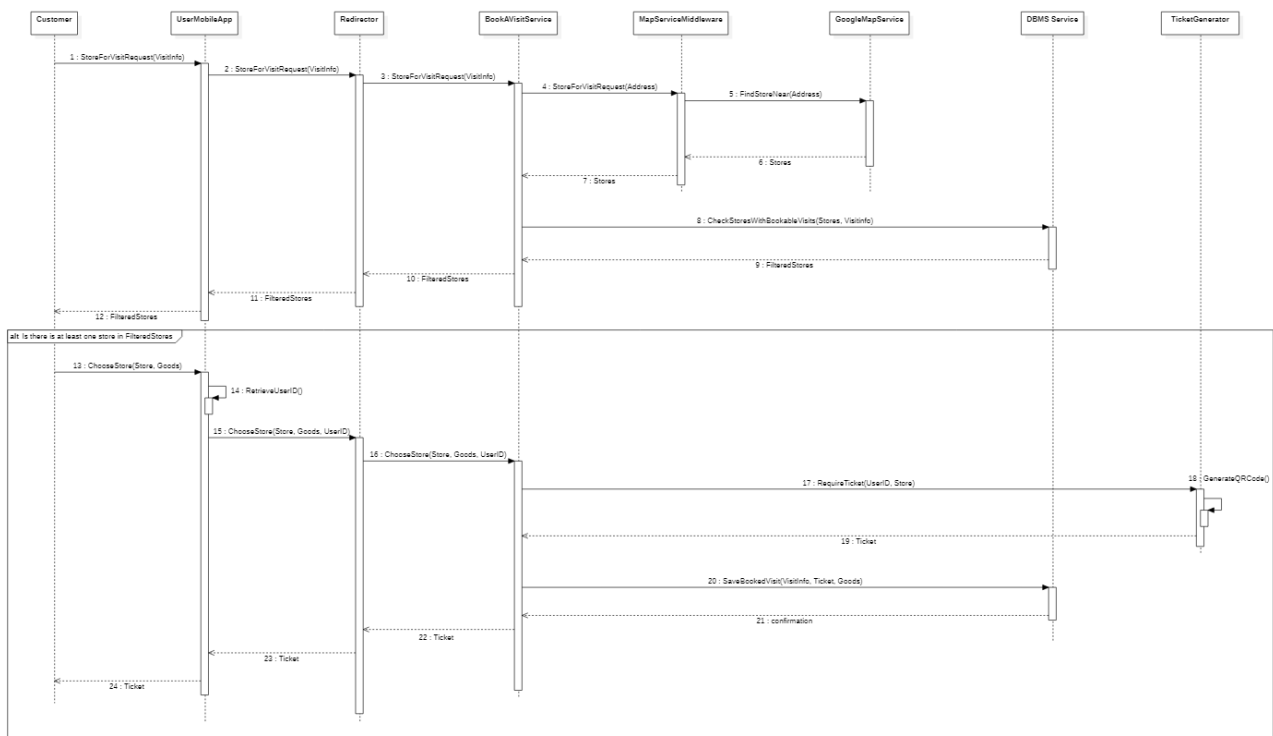 Customer
UserMobileApp
Redirector
BookAVisitService
MapServiceMiddleware
GoogleMapService
DBMS Service
TicketGenerator
1 : StoreForVisitRequest(VisitInfo)
2 : StoreForVisitRequest(VisitInfo)
3 : StoreForVisitRequest(VisitInfo)
4 : StoreForVisitRequest(Address)
5 : FindStoreNear(Address)
6 : Stores
7 : Stores
8 : CheckStoresWithBookableVisits(Stores, VisitInfo)
9 : FilteredStores
10 : FilteredStores
11 : FilteredStores
12 : FilteredStores
alt Is there is at least one store in FilteredStores
13 : ChooseStore(Store, Goods)
14 : RetrieveUserID()
15 : ChooseStore(Store, Goods, UserID)
16 : ChooseStore(Store, Goods, UserID)
17 : RequireTicket(UserID, Store)
18 : GenerateQRCode()
19 : Ticket
20 : SaveBookedVisit(VisitInfo, Ticket, Goods)
21 : confirmation
22 : Ticket
23 : Ticket
24 : Ticket